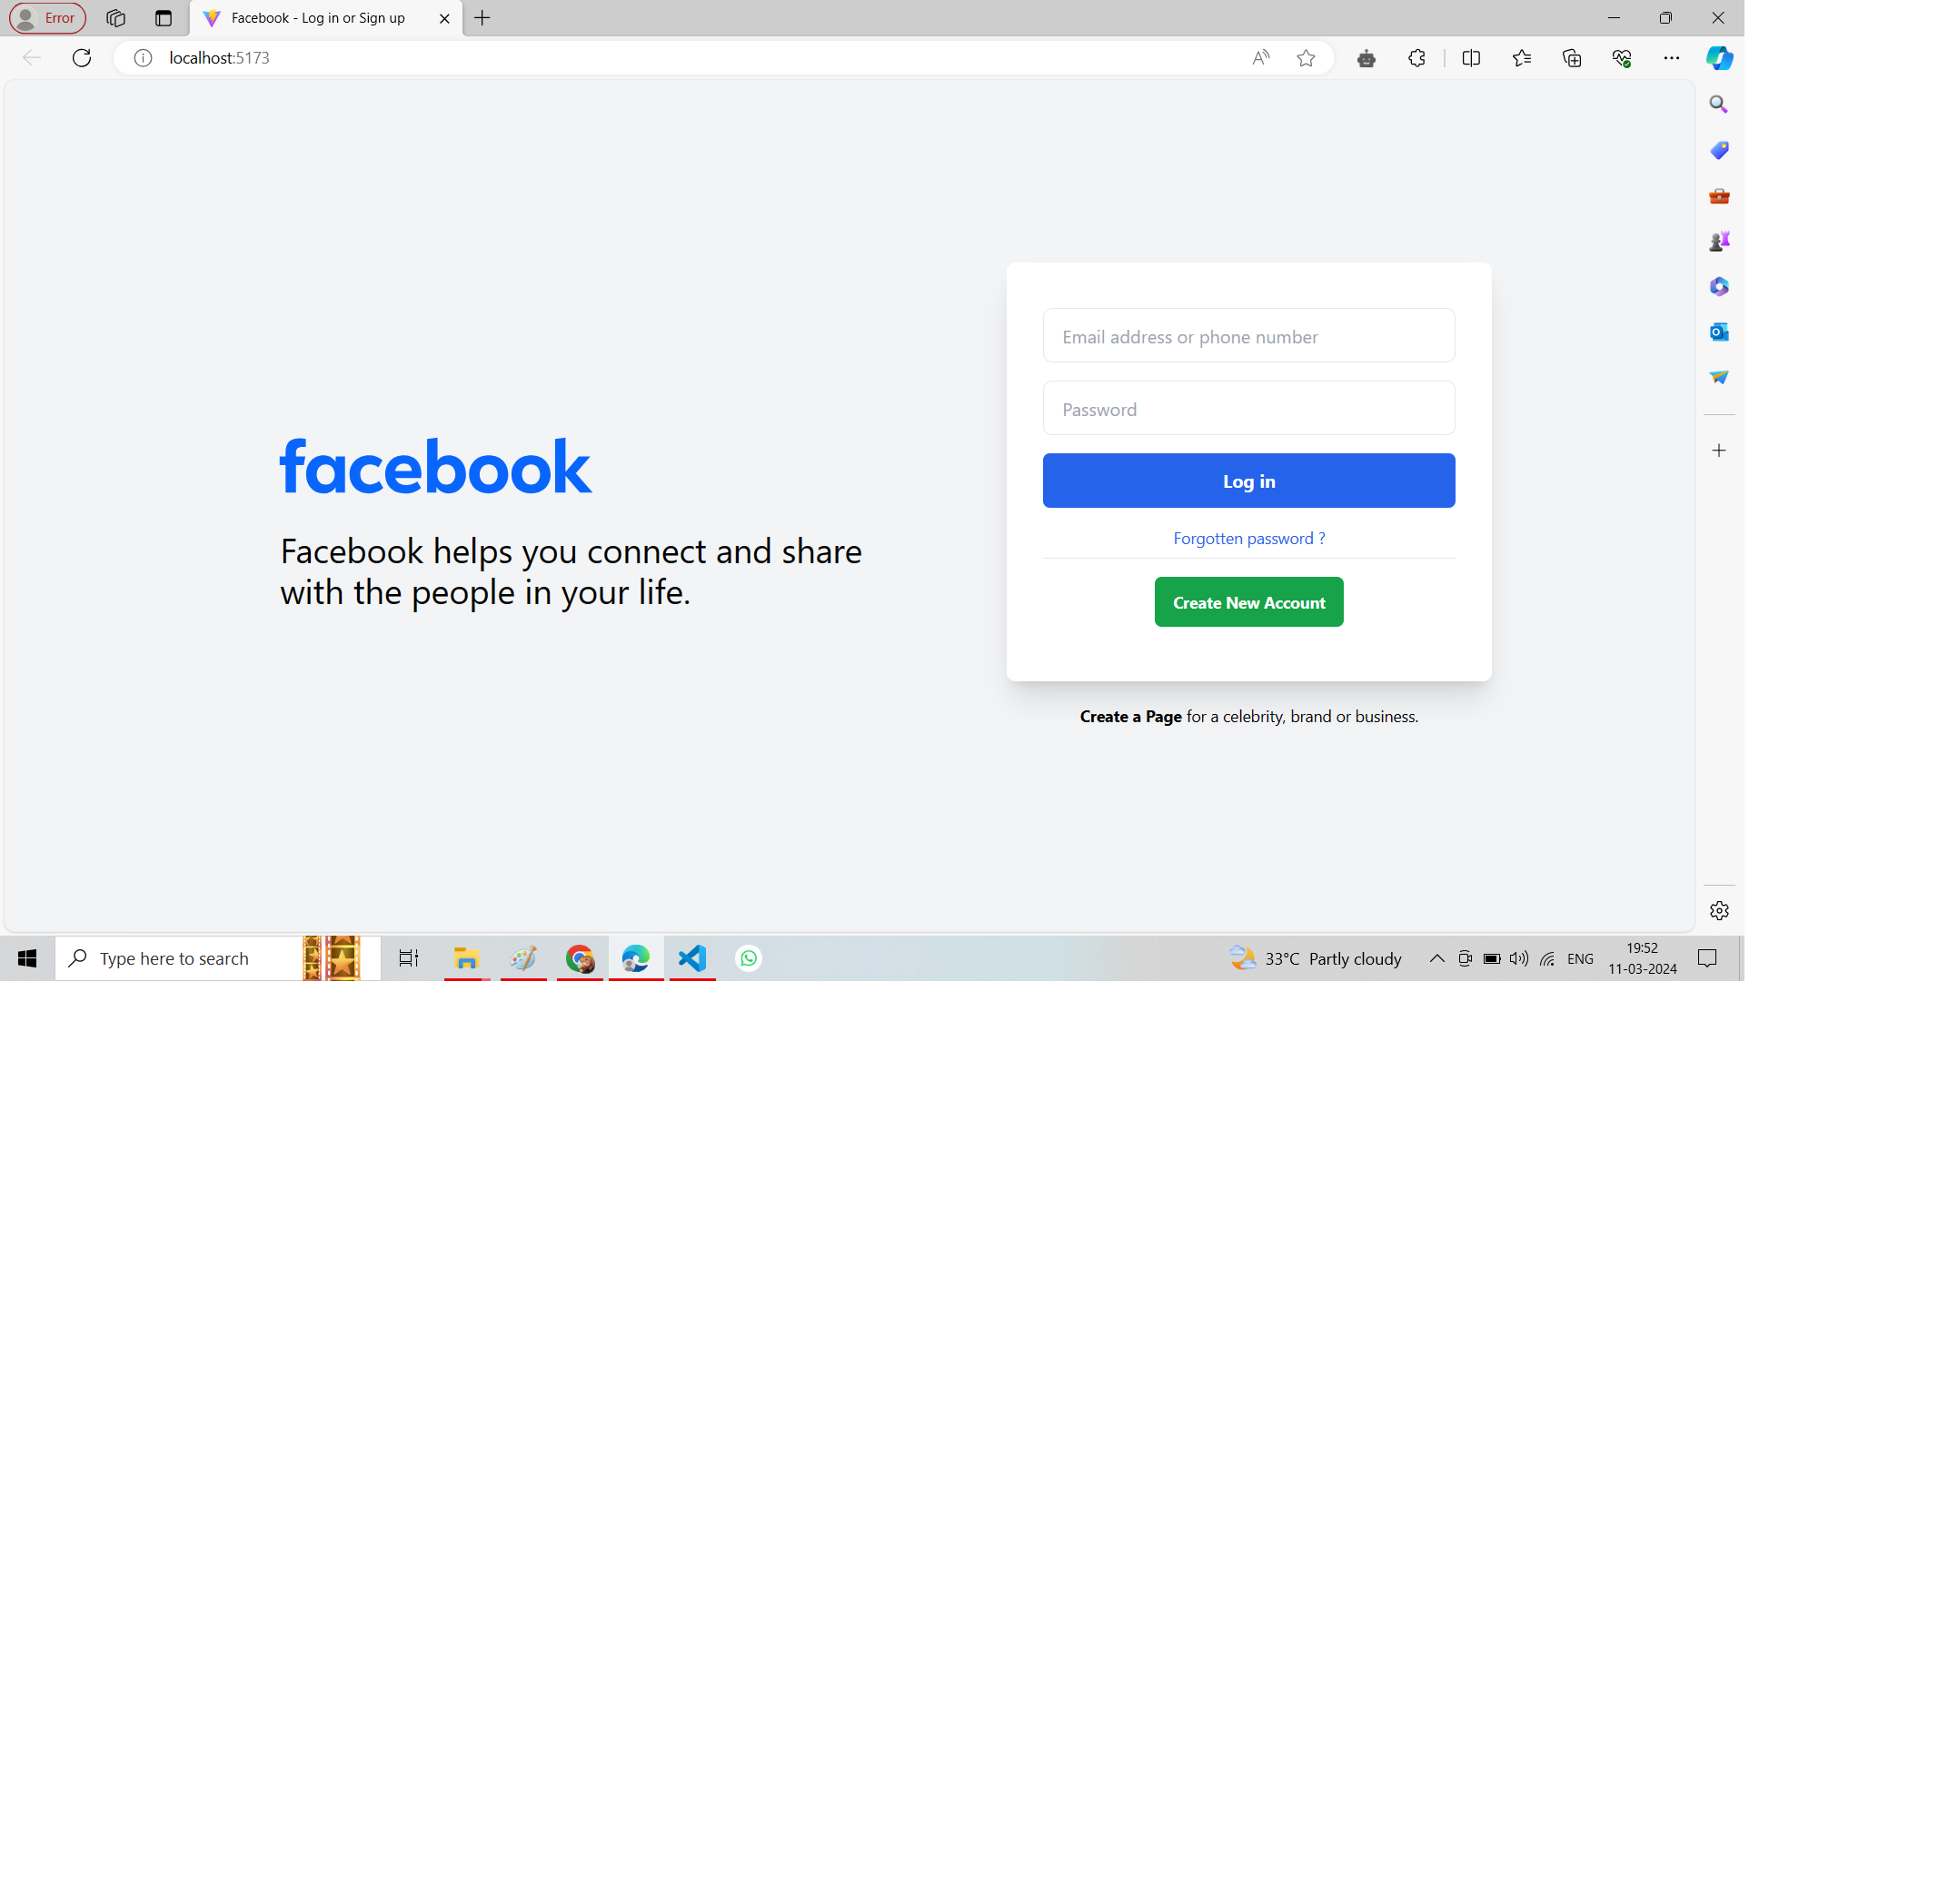 Error
Facebook - Log in or Sign up
localhost:5173
facebook
Facebook helps you connect and share
with the people in your life.
Email address or phone number
Password
Log in
Forgotten password ?
Create New Account
Create a Page for a celebrity, brand or business.
Type here to search
33°C Partly cloudy
ENG
19:52
11-03-2024